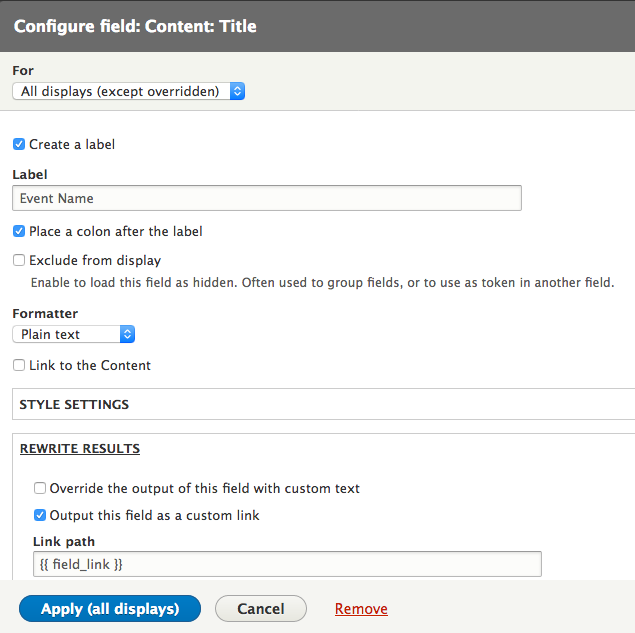 Configure field: Content: Title
For
All displays (except overridden)
Create a label
Label
Event Name
Place a colon after the label
Exclude from display
Enable to load this field as hidden. Often used to group fields, or to use as token in another field.
Formatter
Plain text
Link to the Content
STYLE SETTINGS
REWRITE RESULTS
Override the output of this field with custom text
Output this field as a custom link
Link path
{{ field_link }}
Apply (all displays) Cancel Remove